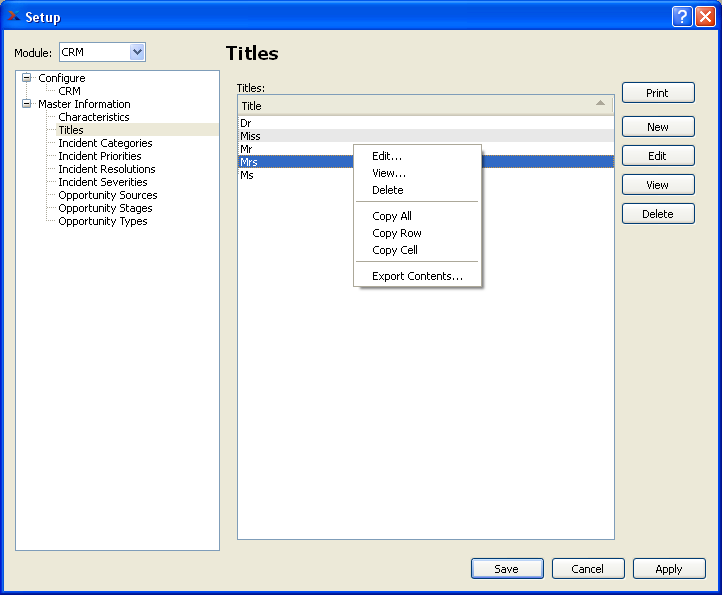 Setup
Module: CRM
Titles
Configure
CRM
Master Information
Characteristics
Titles
Incident Categories
Incident Priorities
Incident Resolutions
Incident Severities
Opportunity Sources
Opportunity Stages
Opportunity Types
Titles:
Title
Dr
Miss
Mr
Mrs
Ms
Edit...
View...
Delete
Copy All
Copy Row
Copy Cell
Export Contents...
Print
New
Edit
View
Delete
Save Cancel Apply